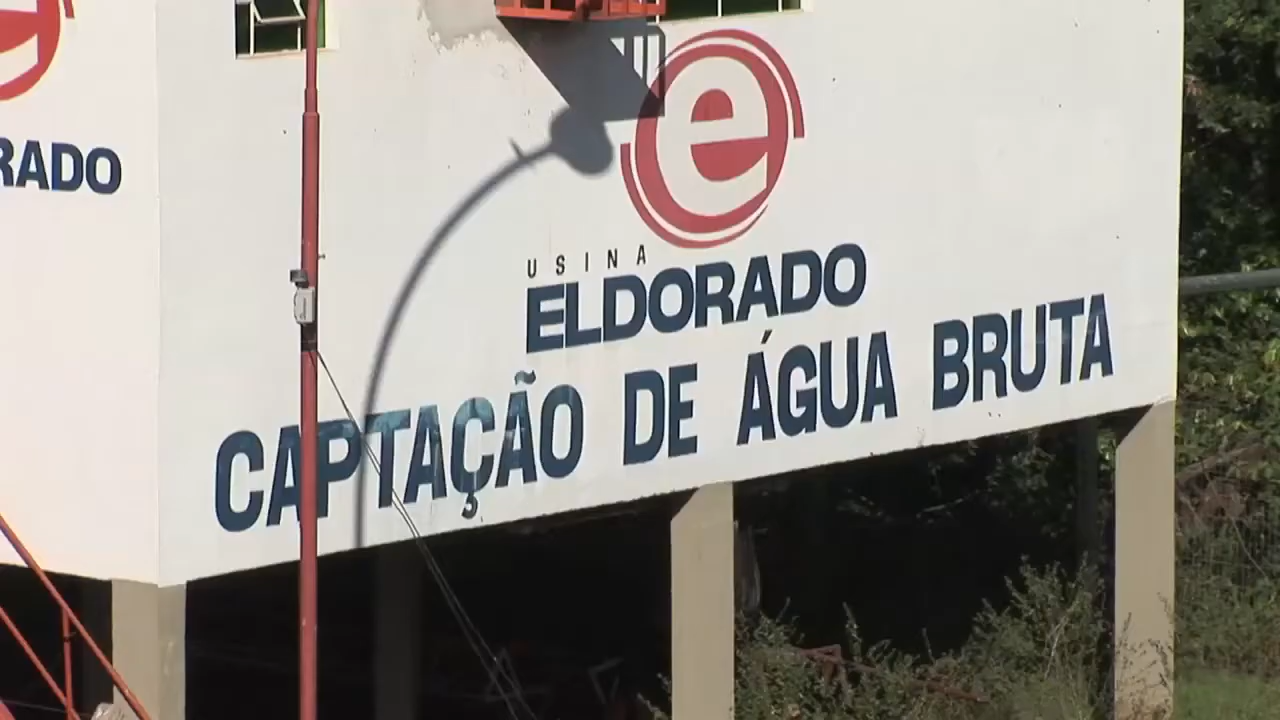 RADO
e
USINA
ELDORADO
CAPTAÇÃO DE ÁGUA BRUTA